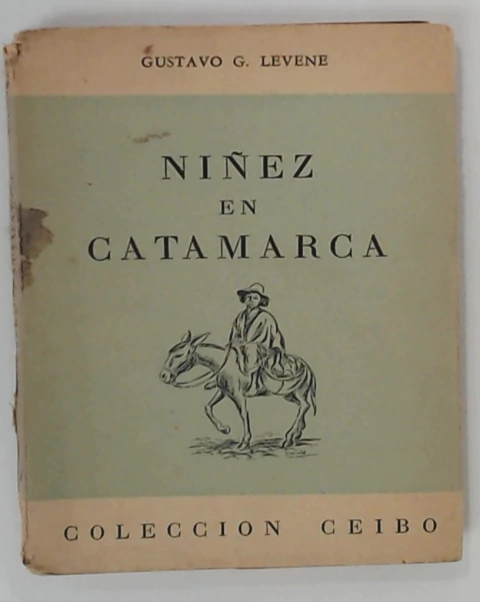 GUSTAVO G. LEVENE
NIÑEZ
EN
CATAMARCA
COLECCION CEIBO